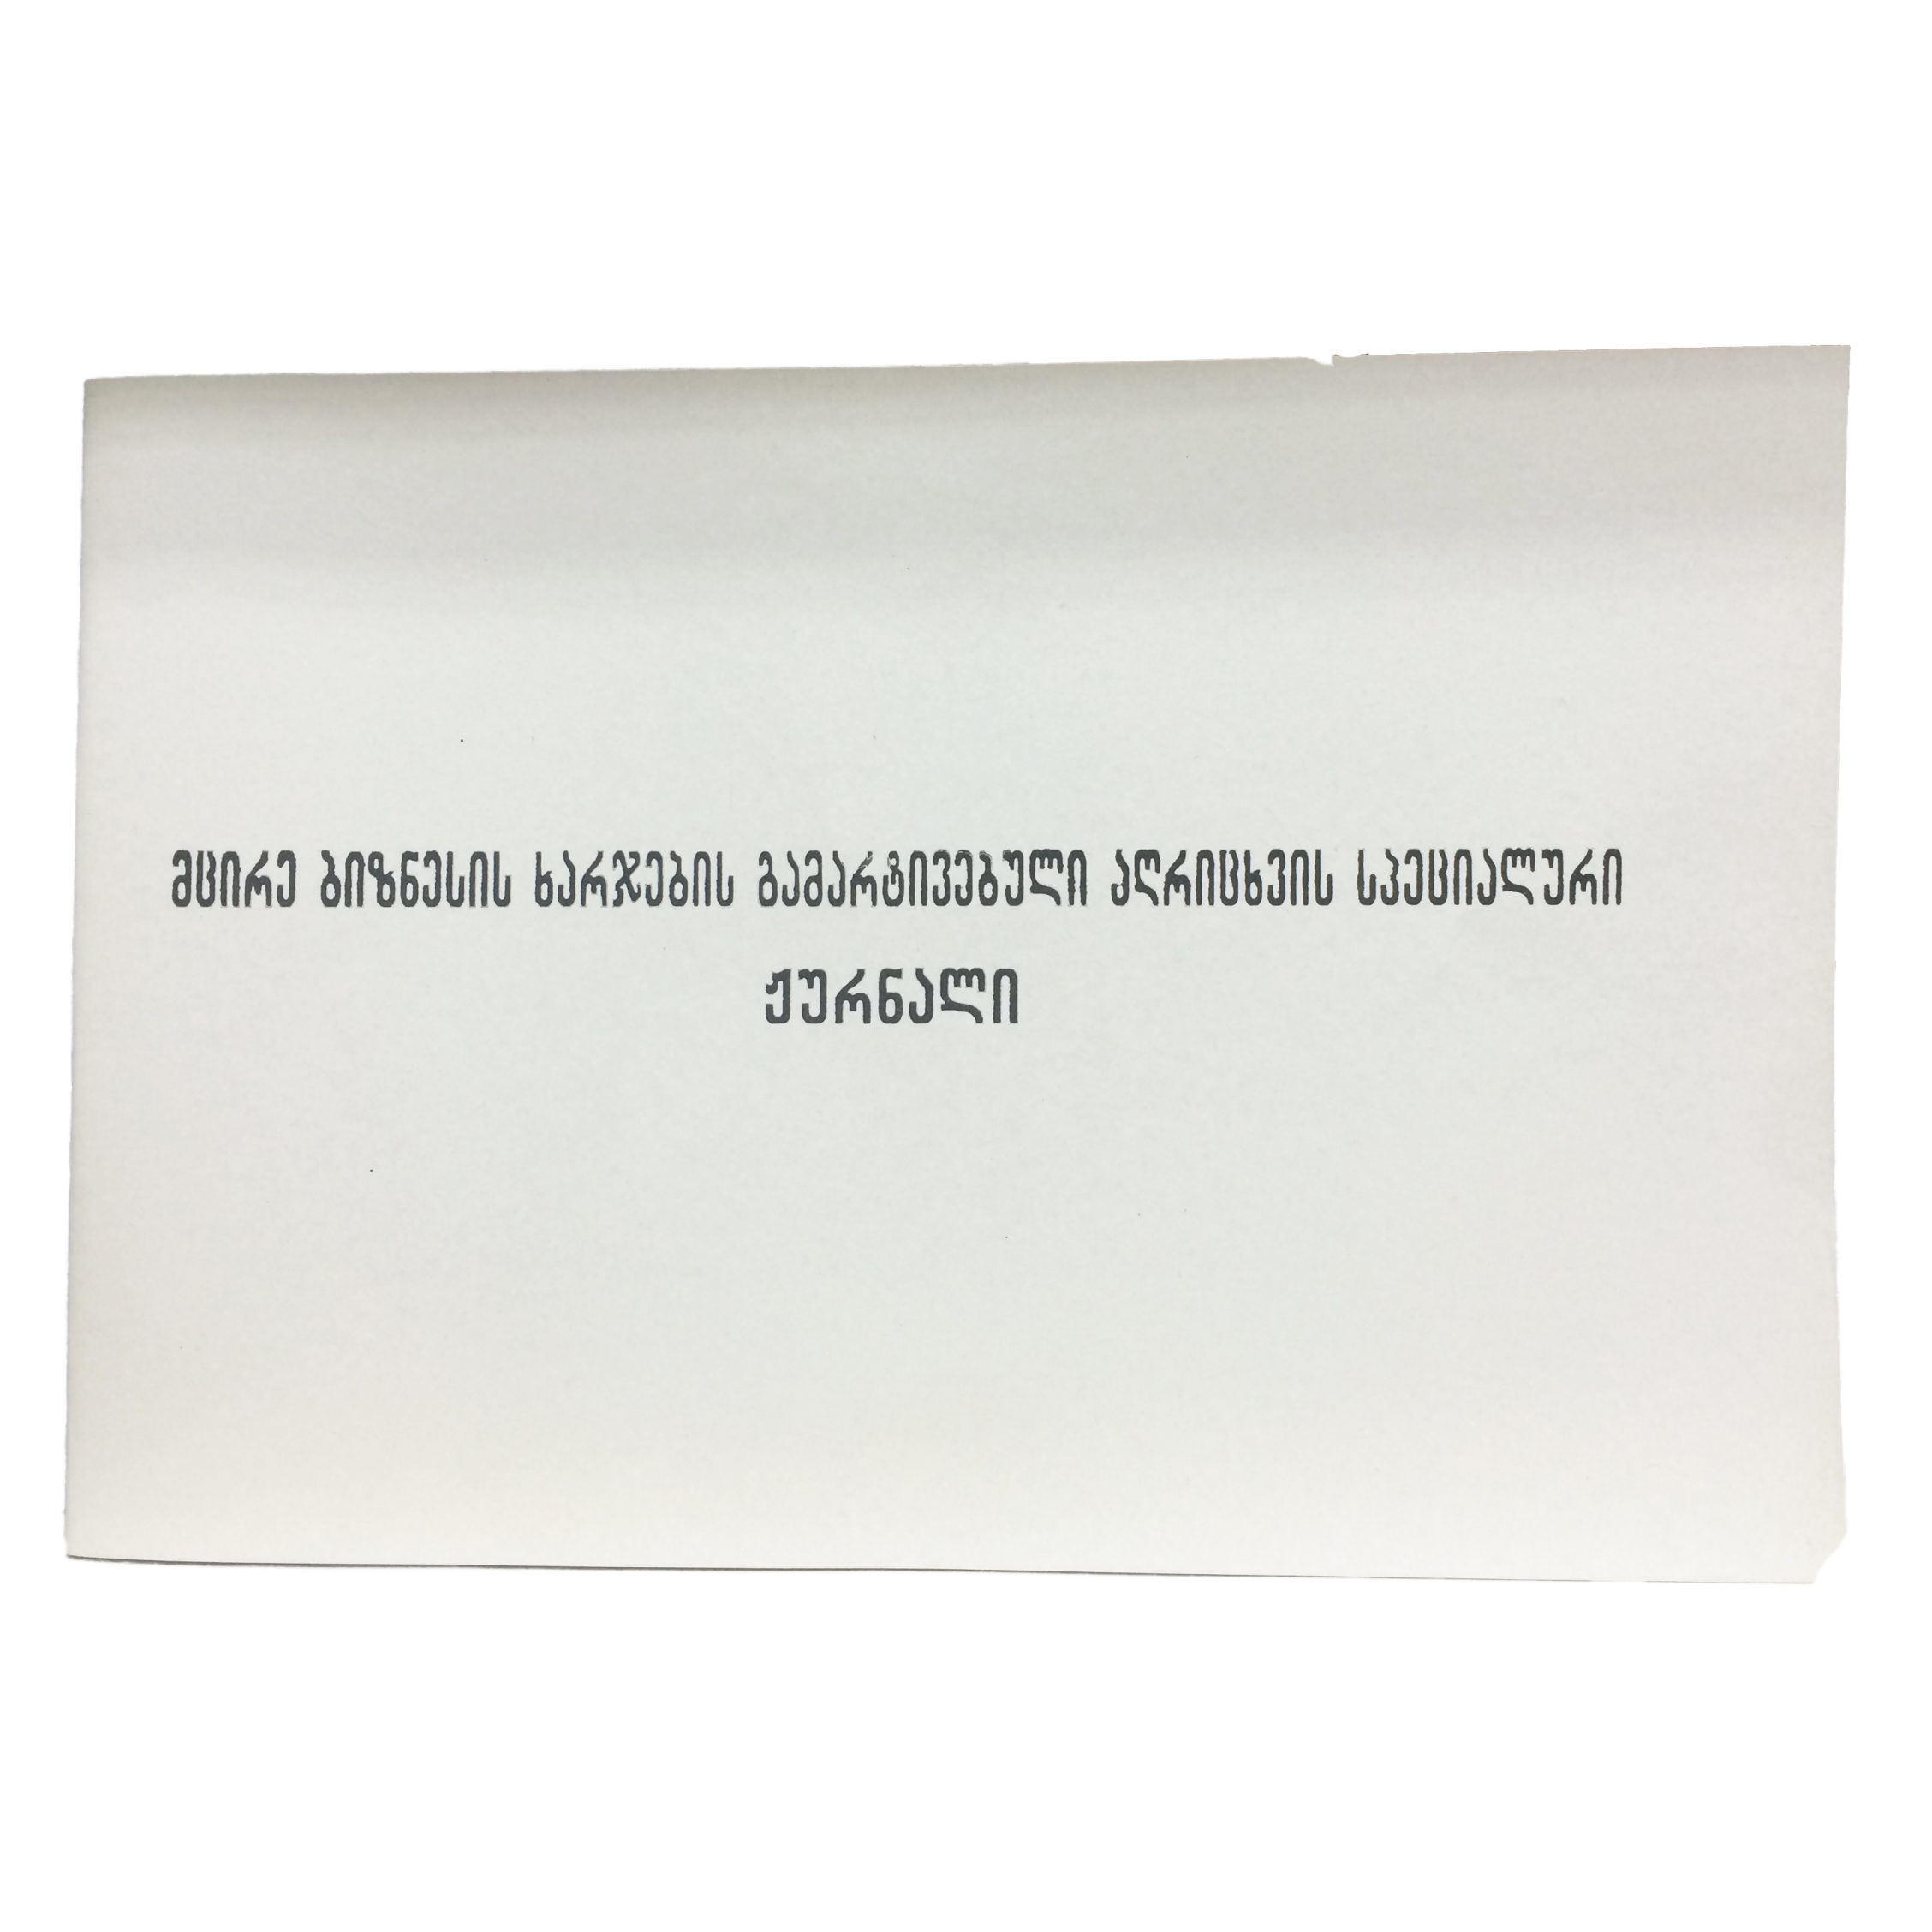 მცირე ბიზნესის ხარჯების გამარტივებული აღრიცხვის სპეციალური
ჟურნალი